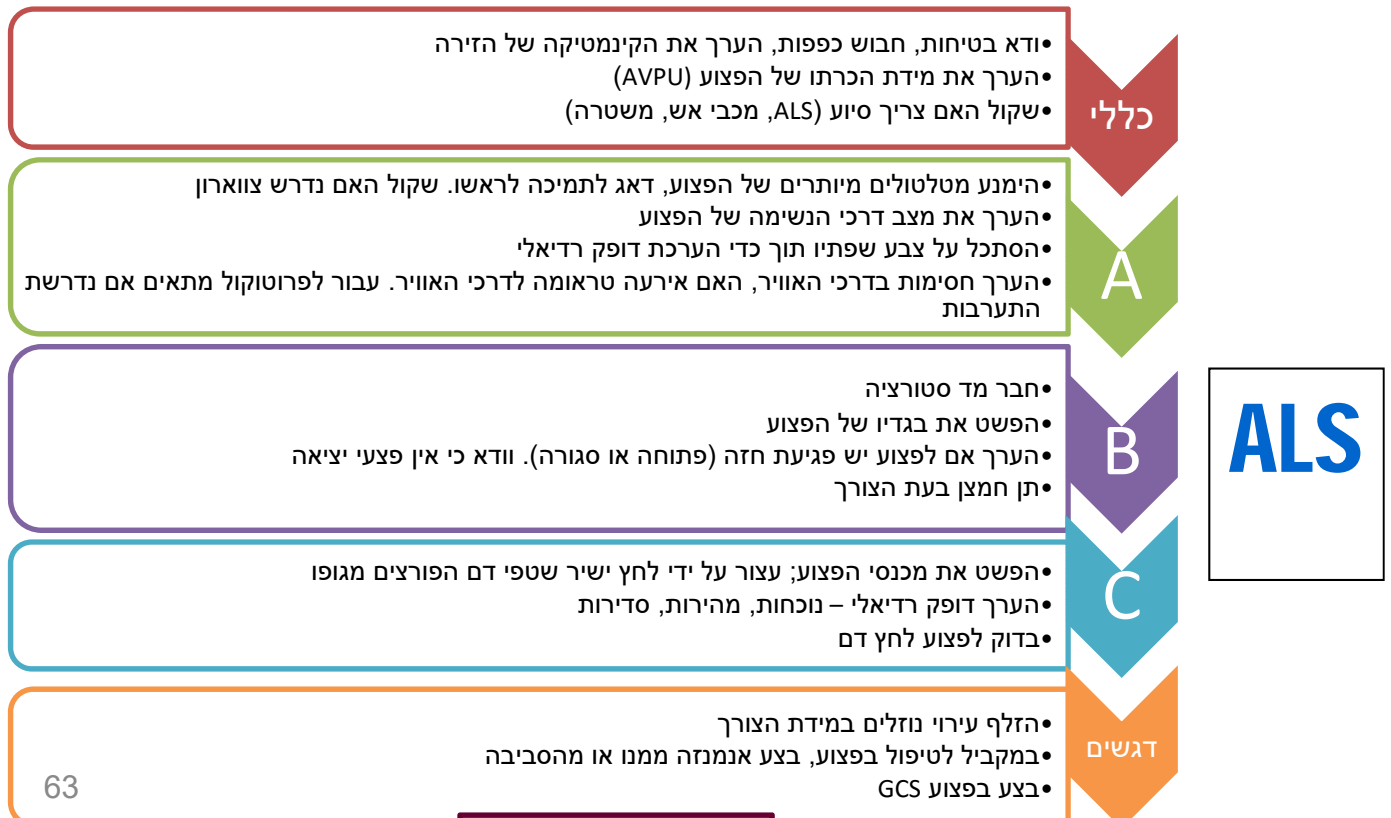 כללי
•ודא בטיחות, חבוש כפפות, הערך את הקינמטיקה של הזירה
•הערך את מידת הכרתו של הפצוע (AVPU)
•שקול האם צריך סיוע (ALS, מכבי אש, משטרה)
A
•הימנע מטלטולים מיותרים של הפצוע, דאג לתמיכה לראשו. שקול האם נדרש צווארון
•הערך את מצב דרכי הנשימה של הפצוע
•הסתכל על צבע שפתיו תוך כדי הערכת דופק רדיאלי
•הערך חסימות בדרכי האוויר, האם אירעה טראומה לדרכי האוויר. עבור לפרוטוקול מתאים אם נדרשת
התערבות
B
•חבר מד סטורציה
•הפשט את בגדיו של הפצוע
•הערך אם לפצוע יש פגיעת חזה (פתוחה או סגורה). וודא כי אין פצעי יציאה
•תן חמצן בעת הצורך
ALS
C
•הפשט את מכנסי הפצוע; עצור על ידי לחץ ישיר שטפי דם הפורצים מגופו
•הערך דופק רדיאלי – נוכחות, מהירות, סדירות
•בדוק לפצוע לחץ דם
דגשים
•הזלף עירוי נוזלים במידת הצורך
•במקביל לטיפול בפצוע, בצע אנמנזה ממנו או מהסביבה
•בצע בפצוע GCS
63